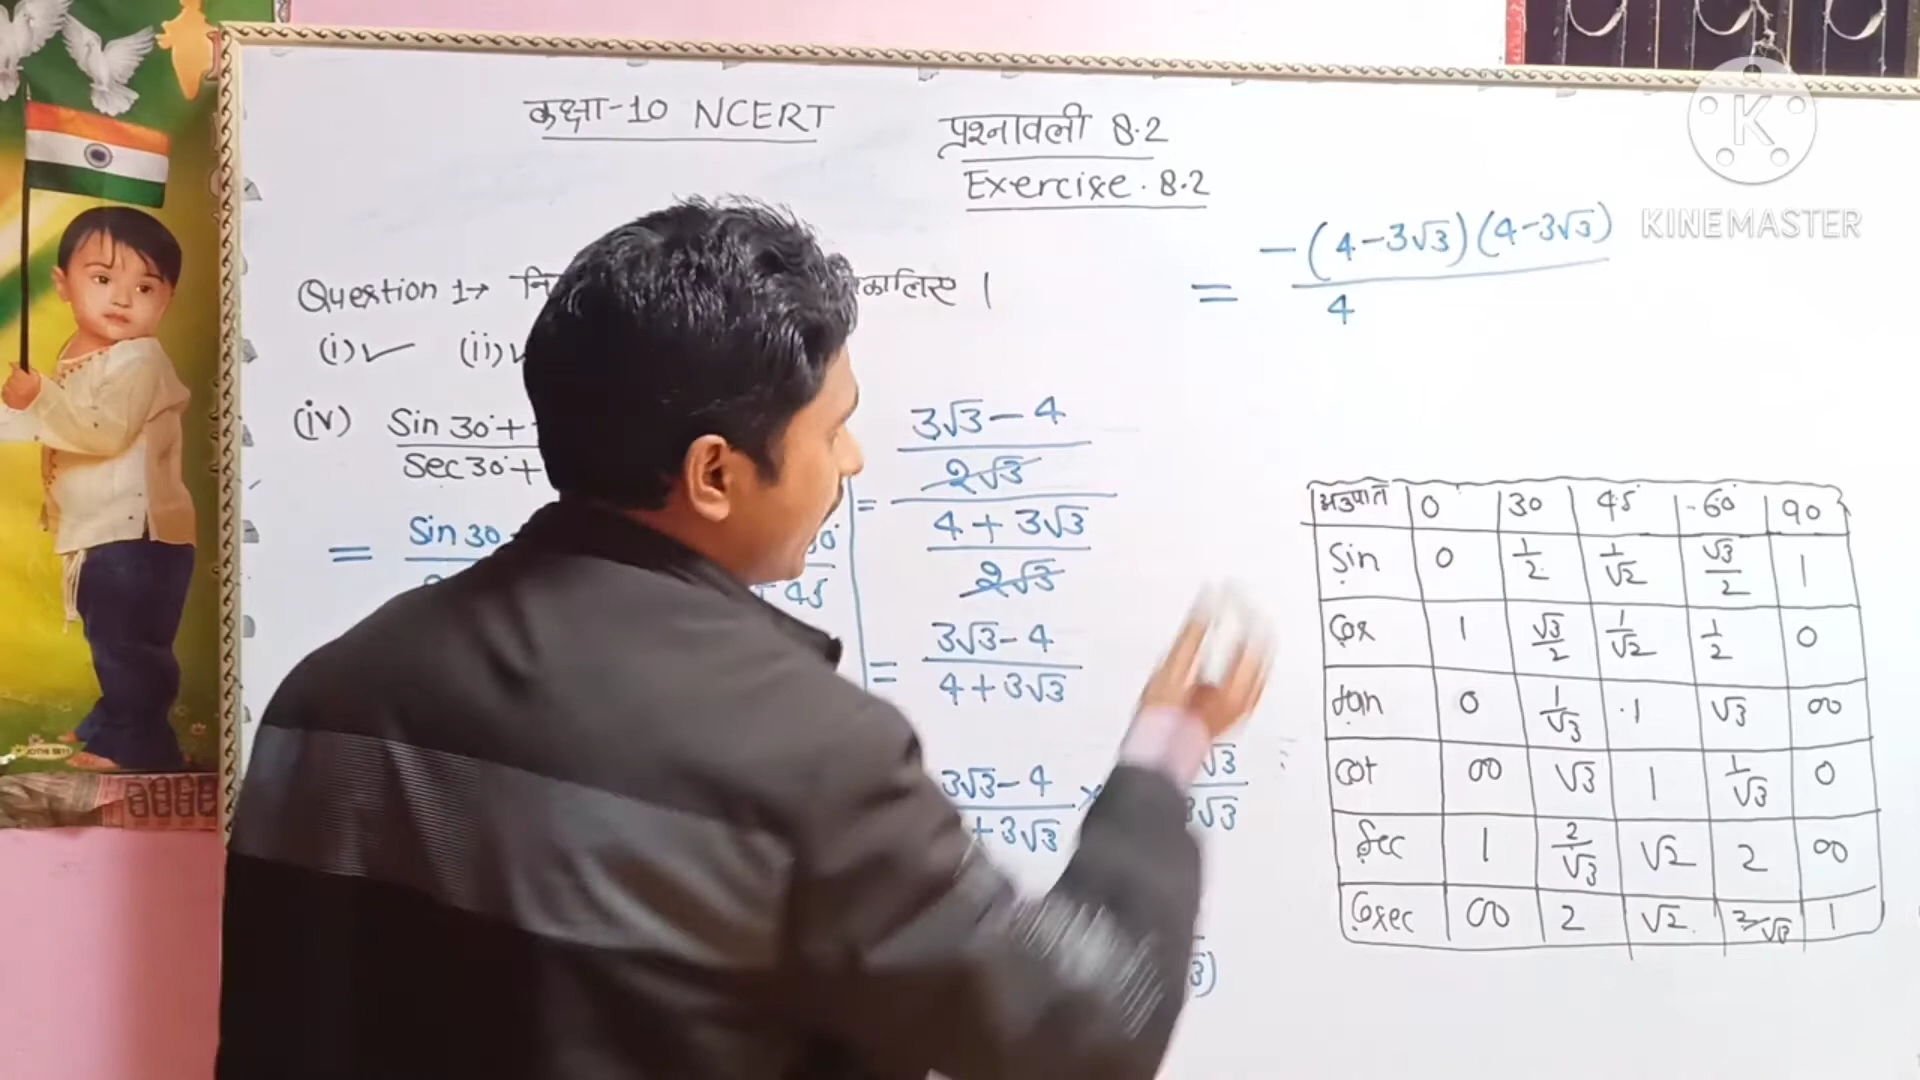 कक्षा-10 NCERT
प्रश्नावली 8.2
Exercise. 8.2
KINEMASTER
K
= -(4-3√3)(4-3√3)
4
Question 1→ कालिए ।
(i)✓ (ii)✓
(iv) Sin 30°+
Sec 30°+
= Sin 30
45
= 3√3-4
2√3
4+3√3
2√3
= 3√3-4
4+3√3
3√3-4 × √3
+3√3 3√3
अनुपात 0 30 45 60 90
Sin 0 1/2 1/√2 √3/2 1
Cos 1 √3/2 1/√2 1/2 0
tan 0 1/√3 1 √3 ∞
Cot ∞ √3 1 1/√3 0
Sec 1 2/√3 √2 2 ∞
Cosec ∞ 2 √2 2/√3 1